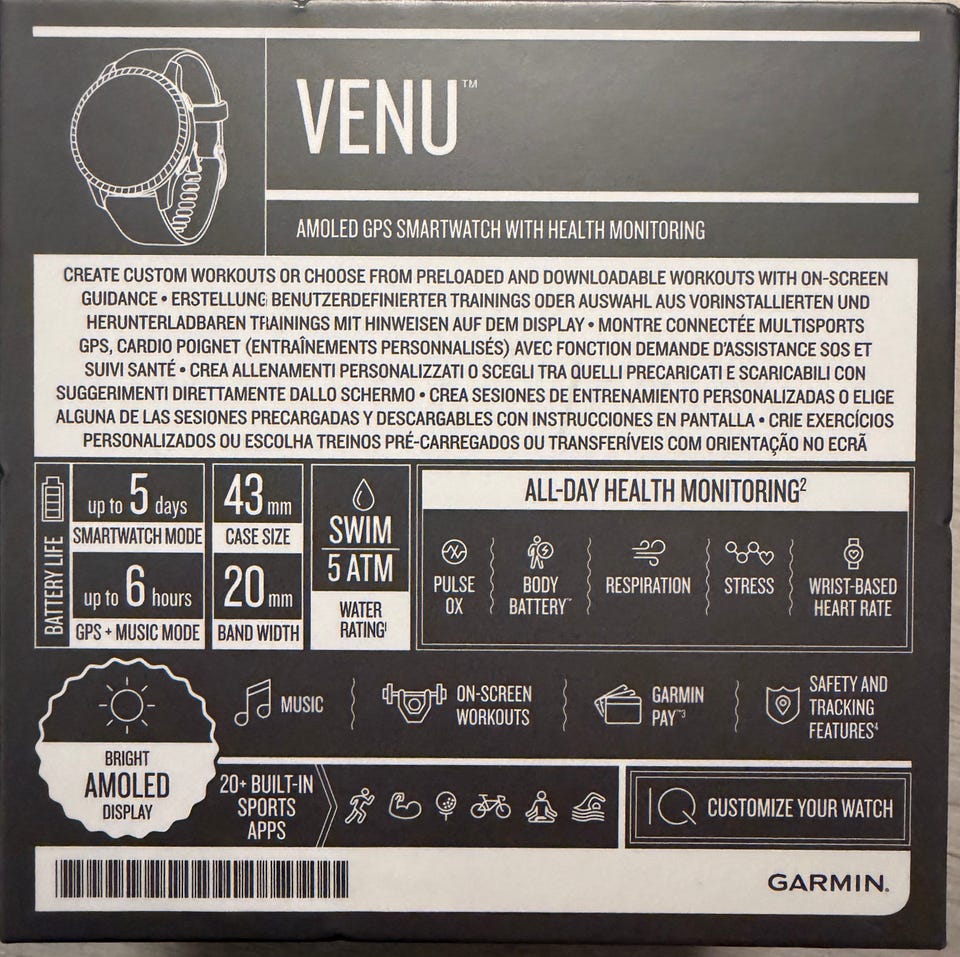 VENU™
AMOLED GPS SMARTWATCH WITH HEALTH MONITORING
CREATE CUSTOM WORKOUTS OR CHOOSE FROM PRELOADED AND DOWNLOADABLE WORKOUTS WITH ON-SCREEN
GUIDANCE • ERSTELLUNG BENUTZERDEFINIERTER TRAININGS ODER AUSWAHL AUS VORINSTALLIERTEN UND
HERUNTERLADBAREN TRAININGS MIT HINWEISEN AUF DEM DISPLAY • MONTRE CONNECTÉE MULTISPORTS
GPS, CARDIO POIGNET (ENTRAÎNEMENTS PERSONNALISÉS) AVEC FONCTION DEMANDE D'ASSISTANCE SOS ET
SUIVI SANTÉ • CREA ALLENAMENTI PERSONALIZZATI O SCEGLI TRA QUELLI PRECARICATI E SCARICABILI CON
SUGGERIMENTI DIRETTAMENTE DALLO SCHERMO • CREA SESIONES DE ENTRENAMIENTO PERSONALIZADAS O ELIGE
ALGUNA DE LAS SESIONES PRECARGADAS Y DESCARGABLES CON INSTRUCCIONES EN PANTALLA • CRIE EXERCÍCIOS
PERSONALIZADOS OU ESCOLHA TREINOS PRÉ-CARREGADOS OU TRANSFERÍVEIS COM ORIENTAÇÃO NO ECRÃ
BATTERY LIFE
up to 5 days
SMARTWATCH MODE
up to 6 hours
GPS + MUSIC MODE
43 mm
CASE SIZE
20 mm
BAND WIDTH
SWIM
5 ATM
WATER
RATING¹
ALL-DAY HEALTH MONITORING²
PULSE
OX
BODY
BATTERY™
RESPIRATION
STRESS
WRIST-BASED
HEART RATE
MUSIC
ON-SCREEN
WORKOUTS
GARMIN
PAY™³
SAFETY AND
TRACKING
FEATURES⁴
BRIGHT
AMOLED
DISPLAY
20+ BUILT-IN
SPORTS
APPS
IQ CUSTOMIZE YOUR WATCH
GARMIN.